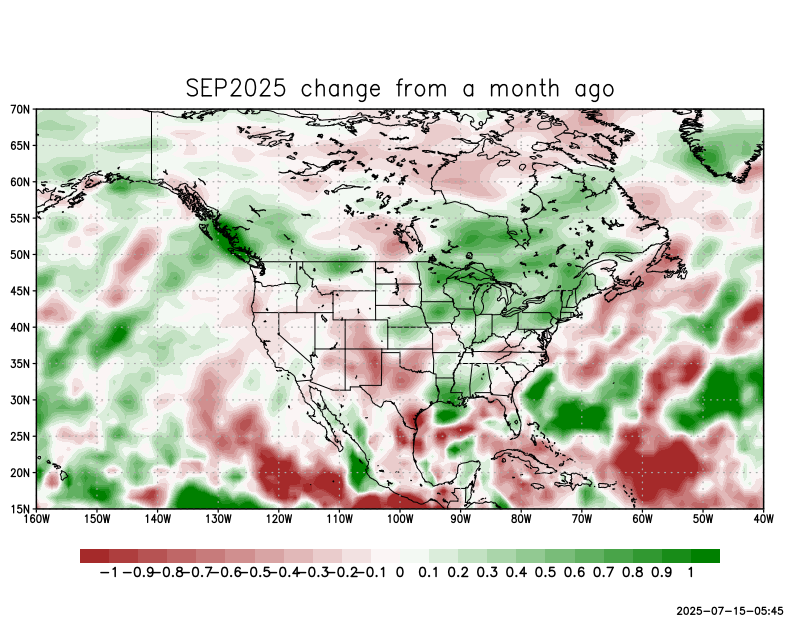 SEP2025 change from a month ago
70N
65N
60N
55N
50N
45N
40N
35N
30N
25N
20N
15N
160W 150W 140W 130W 120W 110W 100W 90W 80W 70W 60W 50W 40W
-1 -0.9-0.8-0.7-0.6-0.5-0.4-0.3-0.2-0.1 0 0.1 0.2 0.3 0.4 0.5 0.6 0.7 0.8 0.9 1
2025-07-15-05:45